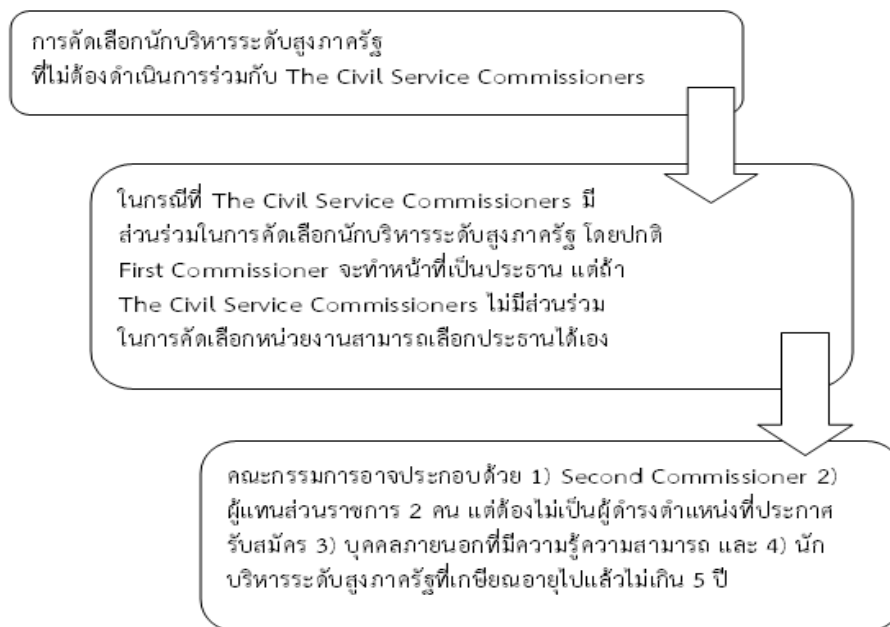 การคัดเลือกนักบริหารระดับสูงภาครัฐ
ที่ไม่ต้องดำเนินการร่วมกับ The Civil Service Commissioners
ในกรณีที่ The Civil Service Commissioners มี
ส่วนร่วมในการคัดเลือกนักบริหารระดับสูงภาครัฐ โดยปกติ
First Commissioner จะทำหน้าที่เป็นประธาน แต่ถ้า
The Civil Service Commissioners ไม่มีส่วนร่วม
ในการคัดเลือกหน่วยงานสามารถเลือกประธานได้เอง
คณะกรรมการอาจประกอบด้วย 1) Second Commissioner 2)
ผู้แทนส่วนราชการ 2 คน แต่ต้องไม่เป็นผู้ดำรงตำแหน่งที่ประกาศ
รับสมัคร 3) บุคคลภายนอกที่มีความรู้ความสามารถ และ 4) นัก
บริหารระดับสูงภาครัฐที่เกษียณอายุไปแล้วไม่เกิน 5 ปี